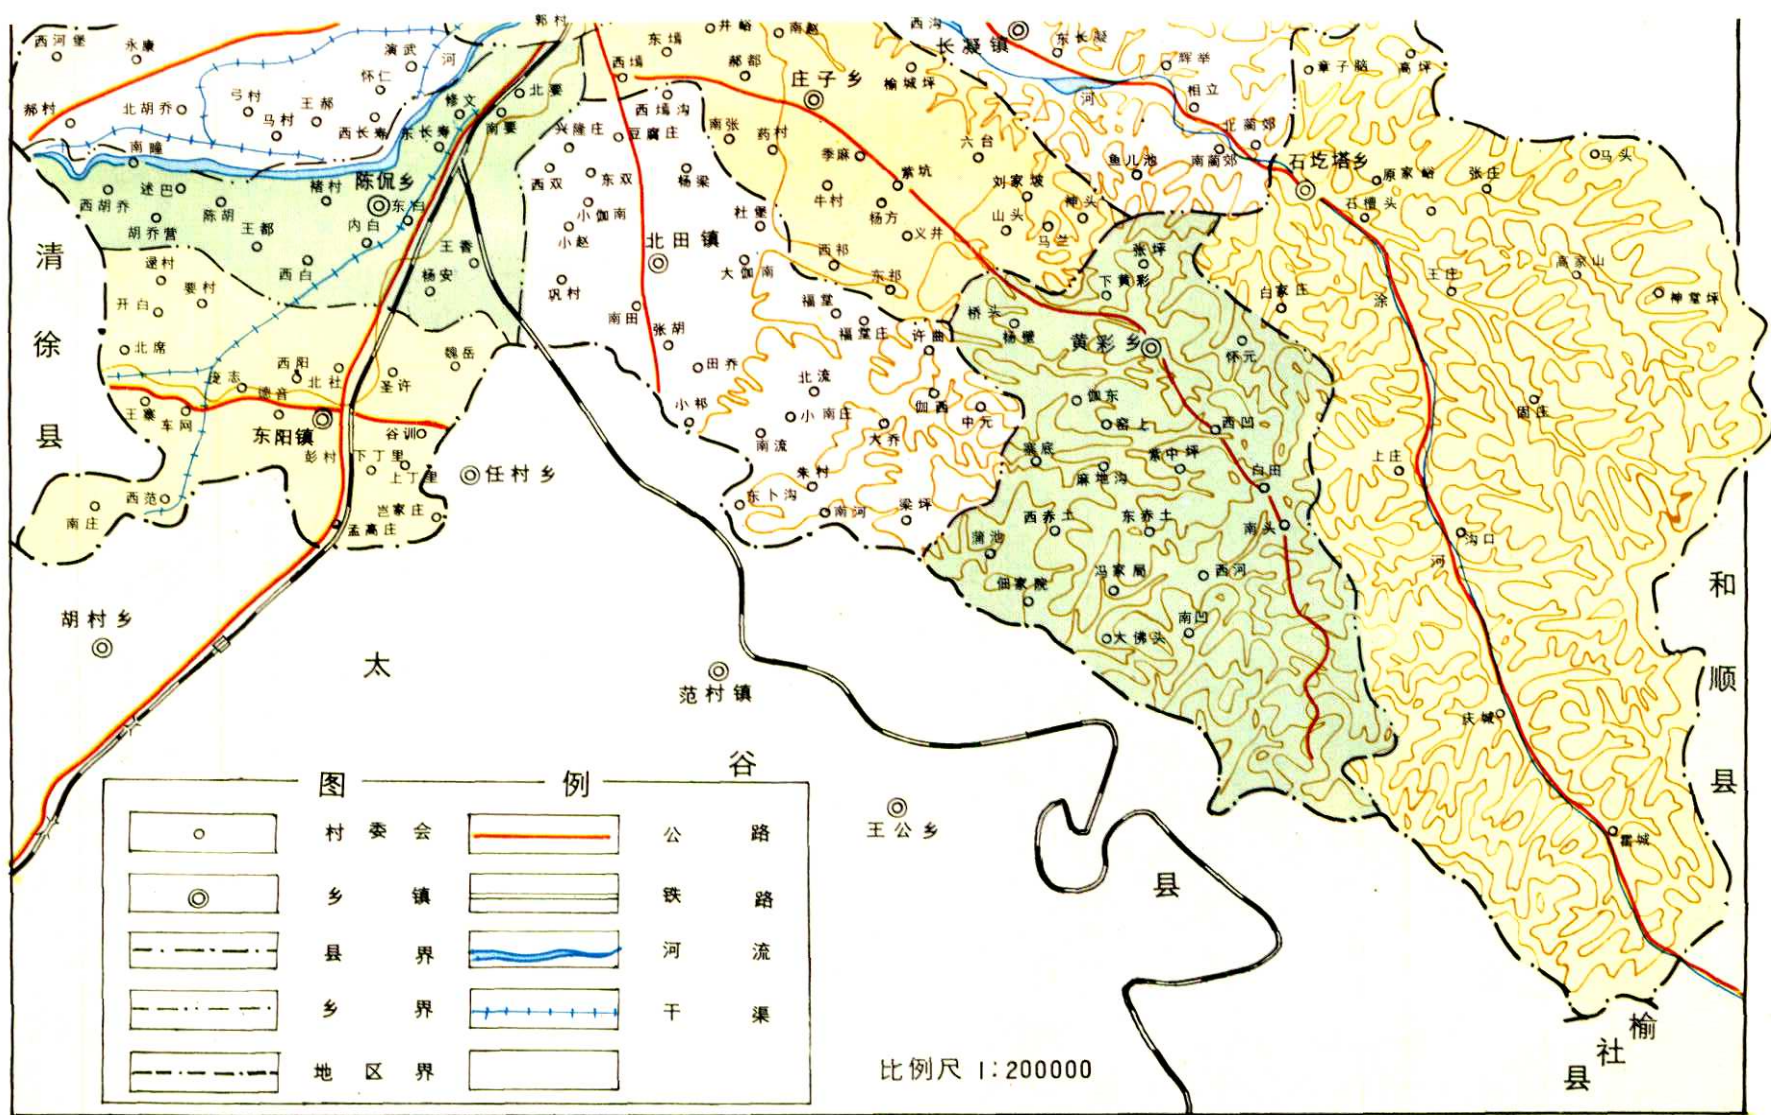 郭村
西河堡
永康
演武
河
怀仁
郝村
北胡乔
弓村
王郝
马村
西长寿
东长寿
修文
北要
南要
南疃
述巴
西胡乔
陈胡
胡乔营
王都
褚村
陈侃乡
东白
内白
西白
王香
杨安
逯村
要村
开白
北席
西阳
北社
德音
圣许
魏岳
王寨
车网
东阳镇
谷训
彭村
下丁里
上丁里
西范
南庄
孟高庄
任村乡
清
徐
县
胡村乡
太
谷
县
范村镇
王公乡
井峪
南赵
郝都
庄子乡
榆城坪
兴隆庄
豆腐庄
南张
药村
季麻
紫坑
六台
刘家坡
山头
神头
马兰
义井
杨方
牛村
西双
东双
杨梁
小伽南
小赵
杜堡
北田镇
大伽南
西祁
东祁
巩村
南田
张胡
福堂
福堂庄
许曲
田乔
北流
小祁
小南庄
南流
大乔
伽西
中元
朱村
东卜沟
南河
梁坪
西沟
长凝镇
东长凝
辉举
相立
河
北蔺郊
南蔺郊
鱼儿池
章子脑
高坪
石圪塔乡
原家峪
张庄
马头
石槽头
王庄
高家山
神堂坪
白家庄
涂
河
固庄
上庄
沟口
庆城
霍城
张坪
下黄彩
桥头
杨壁
黄彩乡
怀元
伽东
窑上
西凹
寨底
麻地沟
紫中坪
白田
西赤土
东赤土
南头
蒲池
佃家院
冯家局
西河
南凹
大佛头
和
顺
县
榆
社
县
图 例
村委会
公路
乡镇
铁路
县界
河流
乡界
干渠
地区界
比例尺 1:200000